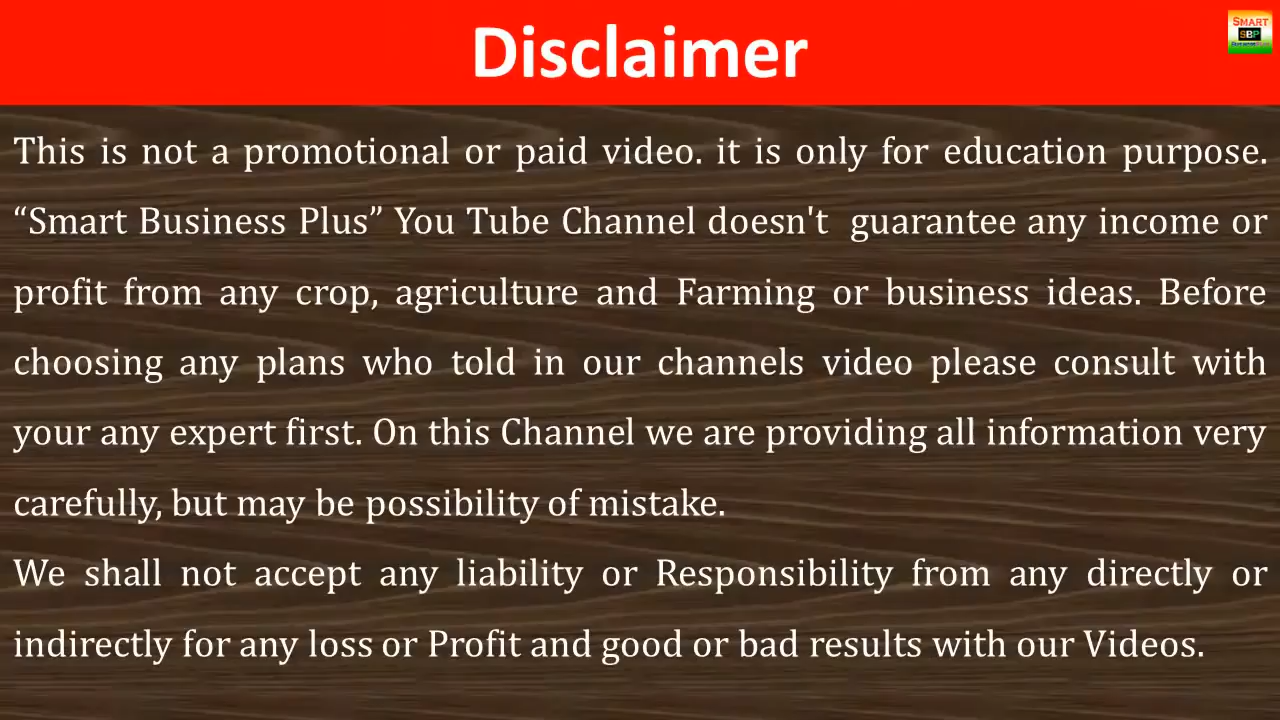 Disclaimer
SMART
SBP
This is not a promotional or paid video. it is only for education purpose.
“Smart Business Plus” You Tube Channel doesn't guarantee any income or
profit from any crop, agriculture and Farming or business ideas. Before
choosing any plans who told in our channels video please consult with
your any expert first. On this Channel we are providing all information very
carefully, but may be possibility of mistake.
We shall not accept any liability or Responsibility from any directly or
indirectly for any loss or Profit and good or bad results with our Videos.